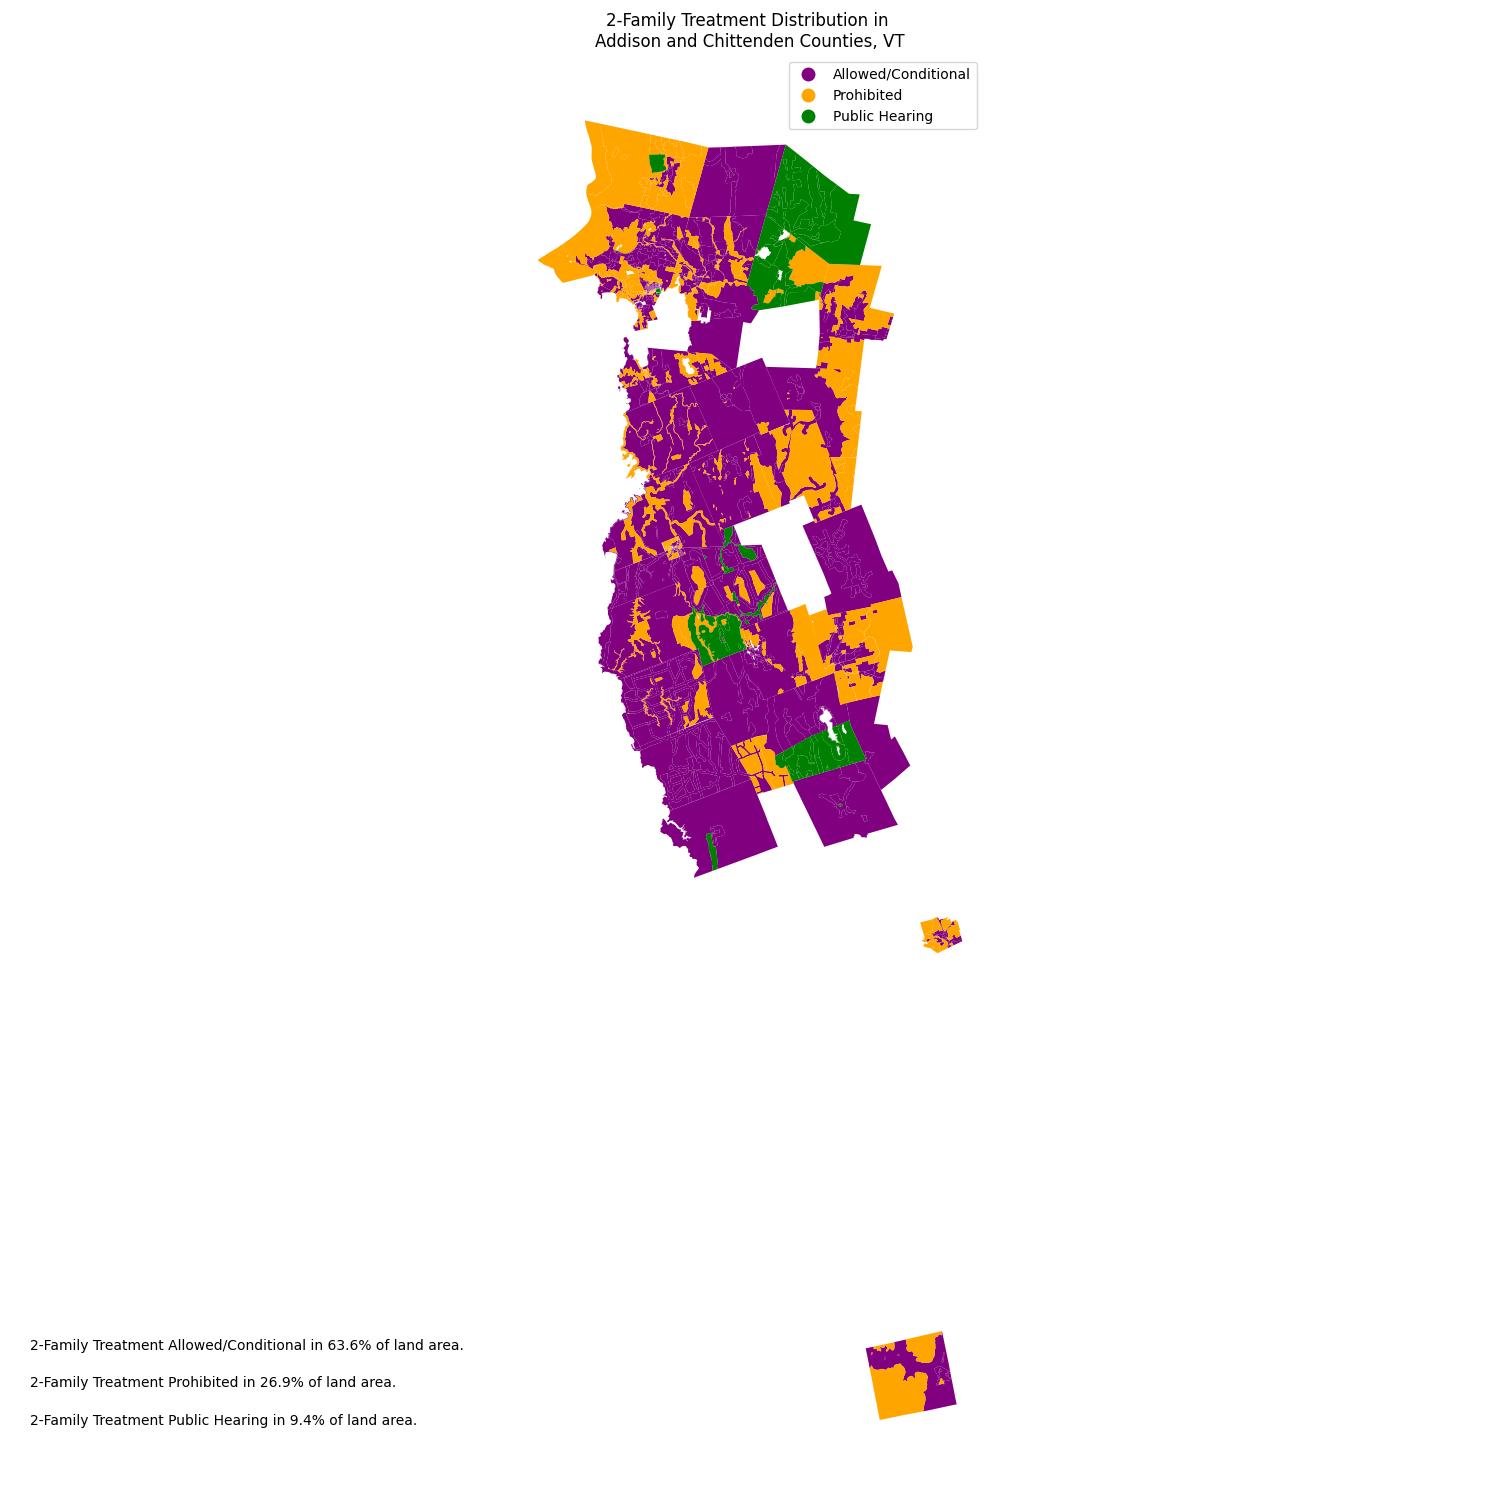 2-Family Treatment Distribution in
Addison and Chittenden Counties, VT
Allowed/Conditional
Prohibited
Public Hearing
2-Family Treatment Allowed/Conditional in 63.6% of land area.
2-Family Treatment Prohibited in 26.9% of land area.
2-Family Treatment Public Hearing in 9.4% of land area.